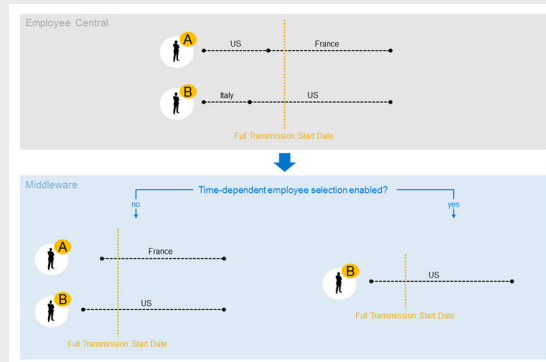 Employee Central
A
US
France
B
Italy
US
Full Transmission Start Date
Middleware
Time-dependent employee selection enabled?
no
yes
A
France
B
US
Full Transmission Start Date
B
US
Full Transmission Start Date